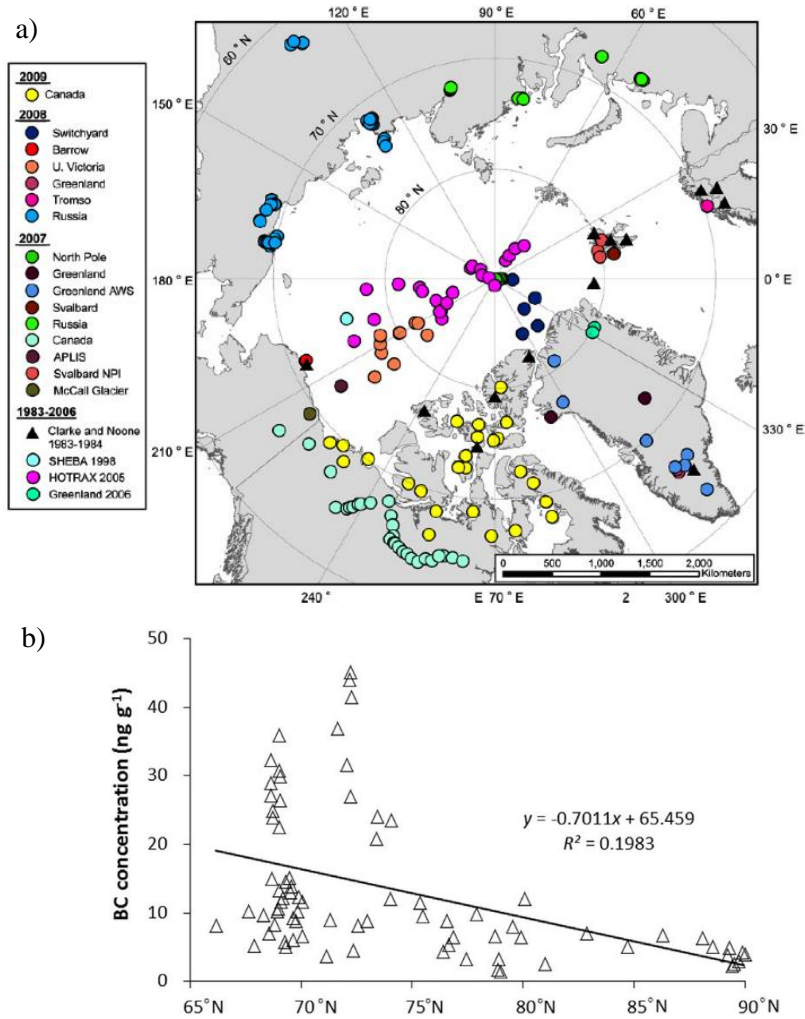 a)
120 ° E
90 ° E
60 ° E
60 ° N
150 ° E
70 ° N
30 ° E
80 ° N
180 ° E
0 ° E
210 ° E
330 ° E
240 °
E 70 ° E
2
300 ° E
2009
Canada
2008
Switchyard
Barrow
U. Victoria
Greenland
Tromso
Russia
2007
North Pole
Greenland
Greenland AWS
Svalbard
Russia
Canada
APLIS
Svalbard NPI
McCall Glacier
1983-2006
Clarke and Noone
1983-1984
SHEBA 1998
HOTRAX 2005
Greenland 2006
0 500 1,000 1,500 2,000
Kilometers
b)
BC concentration (ng g⁻¹)
50
40
30
20
10
0
y = -0.7011x + 65.459
R² = 0.1983
65°N 70°N 75°N 80°N 85°N 90°N